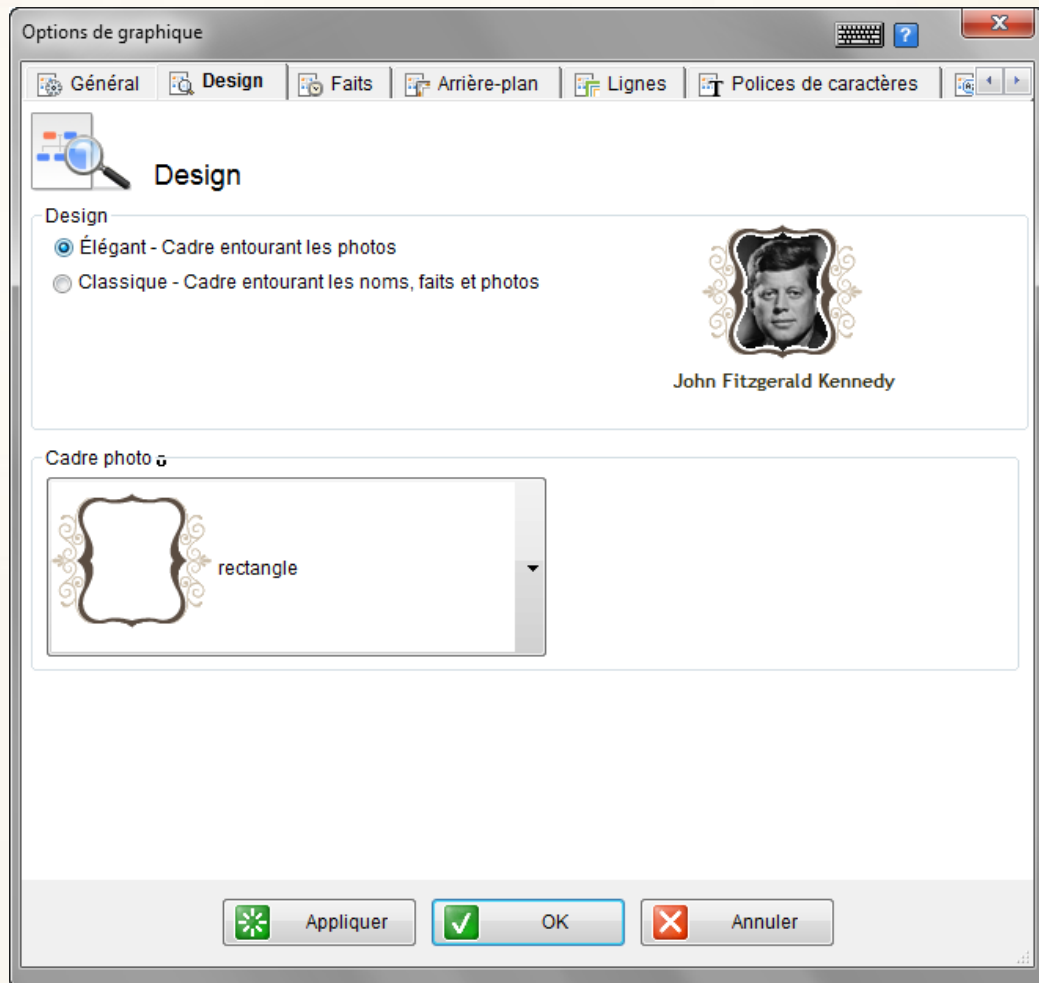 Options de graphique
?
Général Design Faits Arrière-plan Lignes Polices de caractères
Design
Design
Élégant - Cadre entourant les photos
Classique - Cadre entourant les noms, faits et photos
John Fitzgerald Kennedy
Cadre photo
rectangle
Appliquer OK Annuler